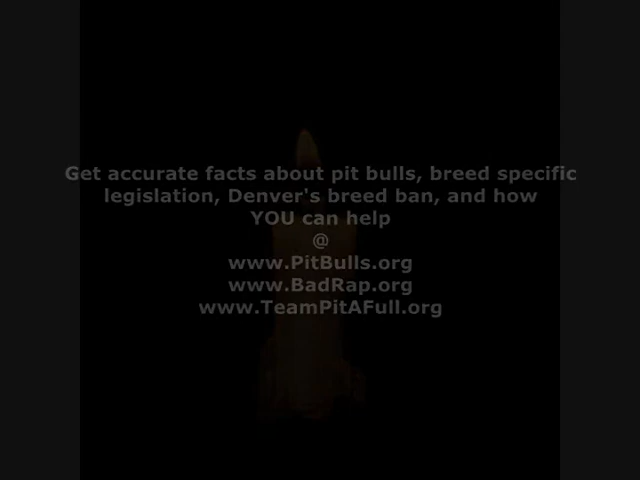 Get accurate facts about pit bulls, breed specific
legislation, Denver's breed ban, and how
YOU can help
@
www.PitBulls.org
www.BadRap.org
www.TeamPitAFull.org